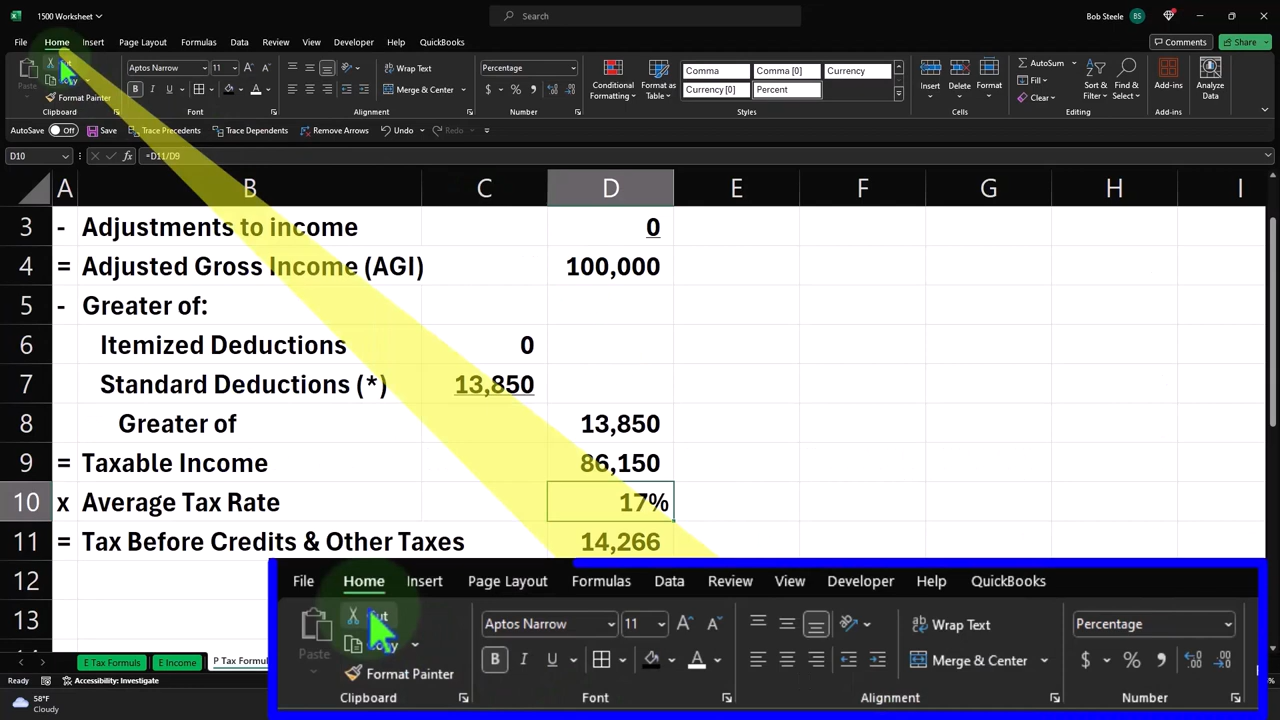 1500 Worksheet
Search
Bob Steele BS
File Home Insert Page Layout Formulas Data Review View Developer Help QuickBooks
Comments Share
Paste
Format Painter
Clipboard
Aptos Narrow 11
Font
Wrap Text
Merge & Center
Alignment
Percentage
Number
Conditional Formatting
Format as Table
Comma Comma [0] Currency
Currency [0] Percent
Styles
Insert Delete Format
Cells
AutoSum
Fill
Clear
Sort & Filter
Find & Select
Editing
Add-ins
Add-ins
Analyze Data
AutoSave Off Save Trace Precedents Trace Dependents Remove Arrows Undo Redo
D10 fx =D11/D9
A B C D E F G H I
3 - Adjustments to income 0
4 = Adjusted Gross Income (AGI) 100,000
5 - Greater of:
6 Itemized Deductions 0
7 Standard Deductions (*) 13,850
8 Greater of 13,850
9 = Taxable Income 86,150
10 x Average Tax Rate 17%
11 = Tax Before Credits & Other Taxes 14,266
12
13
File Home Insert Page Layout Formulas Data Review View Developer Help QuickBooks
Paste
Format Painter
Clipboard
Aptos Narrow 11
Font
Wrap Text
Merge & Center
Alignment
Percentage
Number
E Tax Formuls E Income P Tax Formul
Ready Accessibility: Investigate
58°F
Cloudy